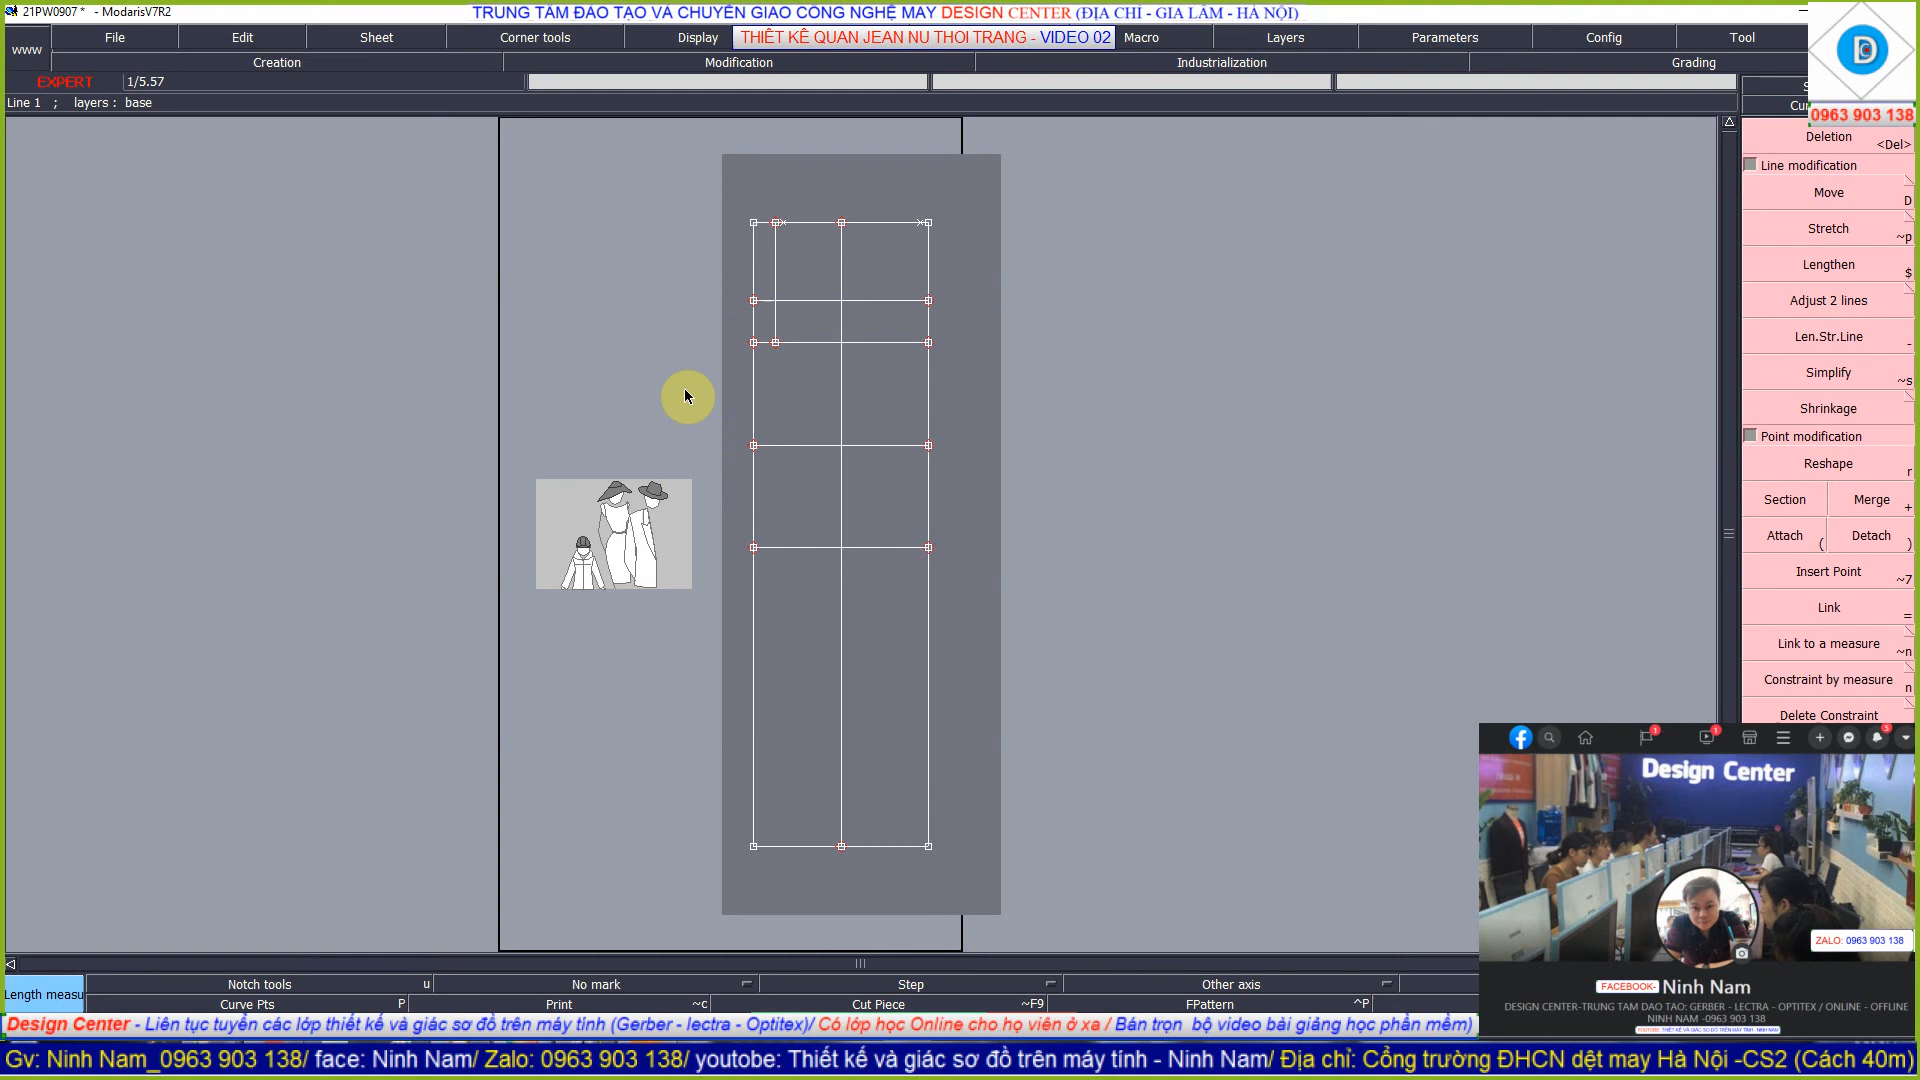 21PW0907 * - ModarisV7R2
TRUNG TÂM ĐÀO TẠO VÀ CHUYỂN GIAO CÔNG NGHỆ MAY DESIGN CENTER (ĐỊA CHỈ - GIA LÂM - HÀ NỘI)
www
File
Edit
Sheet
Corner tools
Display
THIẾT KẾ QUẦN JEAN NỮ THỜI TRANG - VIDEO 02
Macro
Layers
Parameters
Config
Tool
Creation
Modification
Industrialization
Grading
EXPERT
1/5.57
Line 1 ; layers : base
0963 903 138
Deletion <Del>
Line modification
Move D
Stretch ~p
Lengthen $
Adjust 2 lines
Len.Str.Line -
Simplify ~s
Shrinkage
Point modification
Reshape r
Section
Merge +
Attach (
Detach )
Insert Point ~7
Link =
Link to a measure ~n
Constraint by measure n
Delete Constraint
Design Center
ZALO: 0963 903 138
FACEBOOK- Ninh Nam
DESIGN CENTER-TRUNG TAM DAO TAO: GERBER - LECTRA - OPTITEX / ONLINE - OFFLINE
NINH NAM -0963 903 138
Length measu
Notch tools u
No mark
Step
Other axis
Curve Pts P
Print ~c
Cut Piece ~F9
FPattern ^P
Design Center - Liên tục tuyển các lớp thiết kế và giác sơ đồ trên máy tính (Gerber - lectra - Optitex)/ Có lớp học Online cho họ viên ở xa / Bán trọn bộ video bài giảng học phần mềm)
Gv: Ninh Nam_0963 903 138/ face: Ninh Nam/ Zalo: 0963 903 138/ youtobe: Thiết kế và giác sơ đồ trên máy tính - Ninh Nam/ Địa chỉ: Cổng trường ĐHCN dệt may Hà Nội -CS2 (Cách 40m)